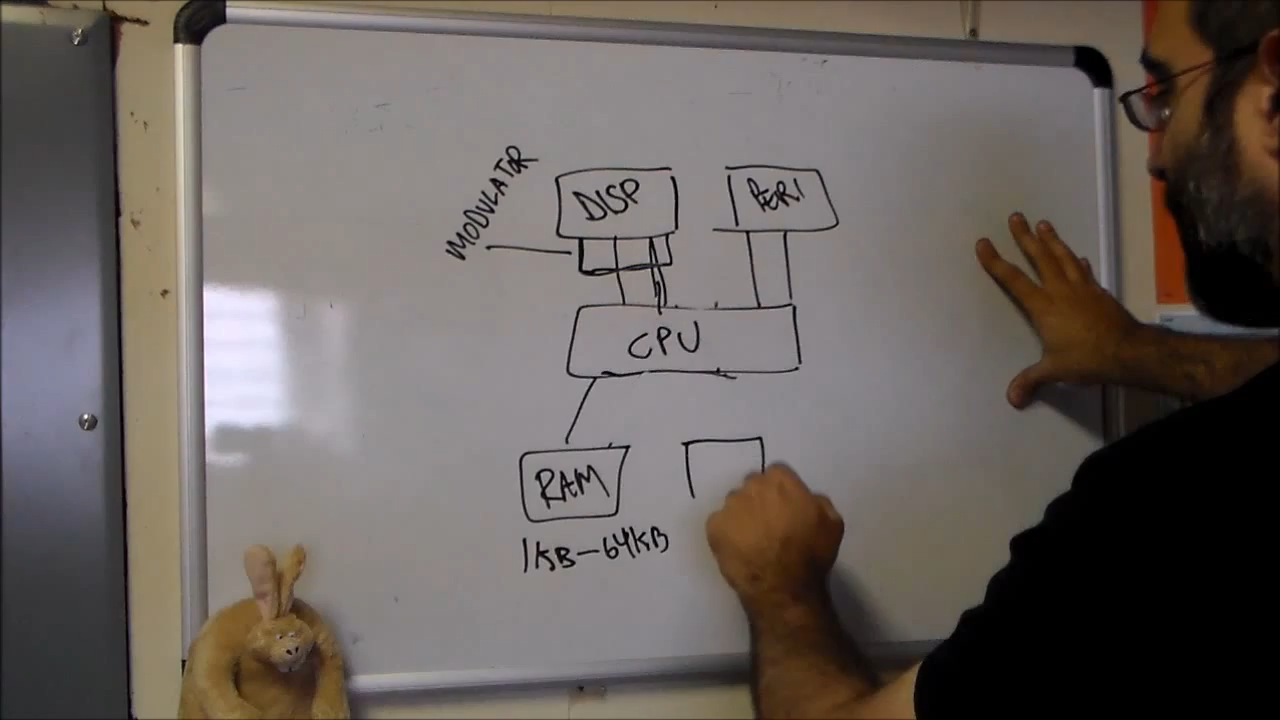 MODULATOR
DISP
PERI
CPU
RAM
1KB-64KB